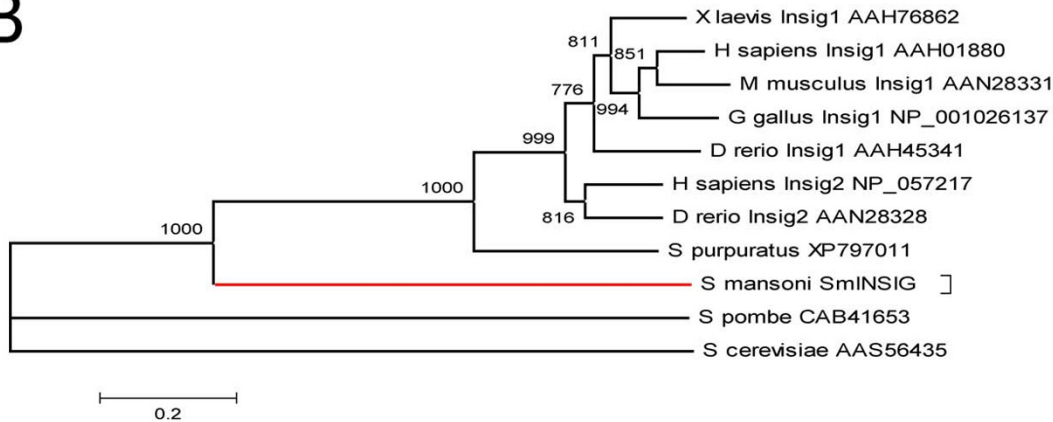 B
X laevis Insig1 AAH76862
811
851
H sapiens Insig1 AAH01880
M musculus Insig1 AAN28331
776
994
G gallus Insig1 NP_001026137
999
D rerio Insig1 AAH45341
1000
H sapiens Insig2 NP_057217
816
D rerio Insig2 AAN28328
1000
S purpuratus XP797011
S mansoni SmINSIG
S pombe CAB41653
S cerevisiae AAS56435
0.2